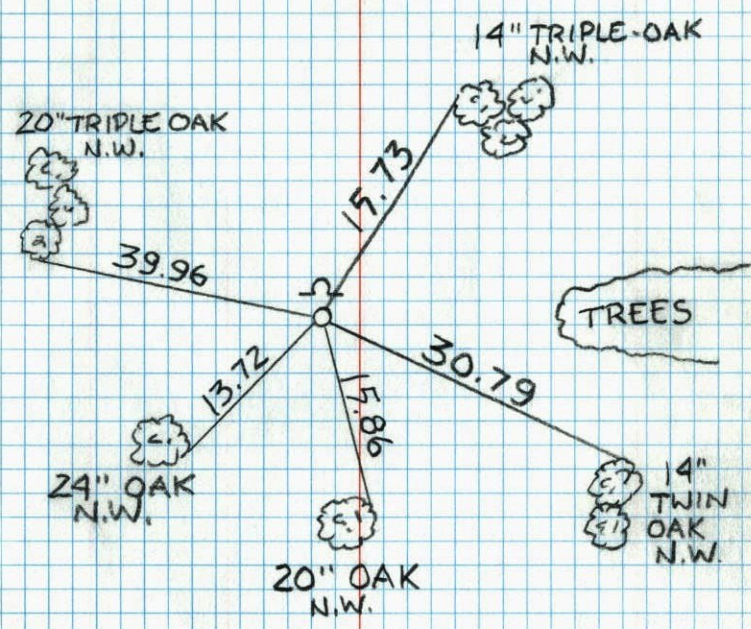 14" TRIPLE-OAK
N.W.
20" TRIPLE OAK
N.W.
15.73
39.96
TREES
30.79
13.72
15.86
24" OAK
N.W.
14"
TWIN
OAK
N.W.
20" OAK
N.W.